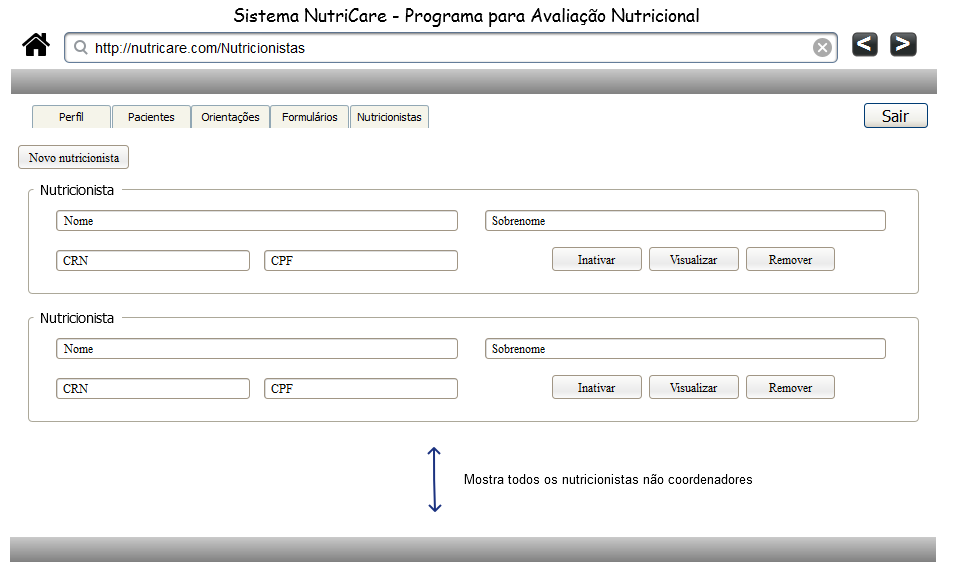 Sistema NutriCare - Programa para Avaliação Nutricional
http://nutricare.com/Nutricionistas
< >
Perfil Pacientes Orientações Formulários Nutricionistas Sair
Novo nutricionista
Nutricionista
Nome Sobrenome
CRN CPF Inativar Visualizar Remover
Nutricionista
Nome Sobrenome
CRN CPF Inativar Visualizar Remover
Mostra todos os nutricionistas não coordenadores